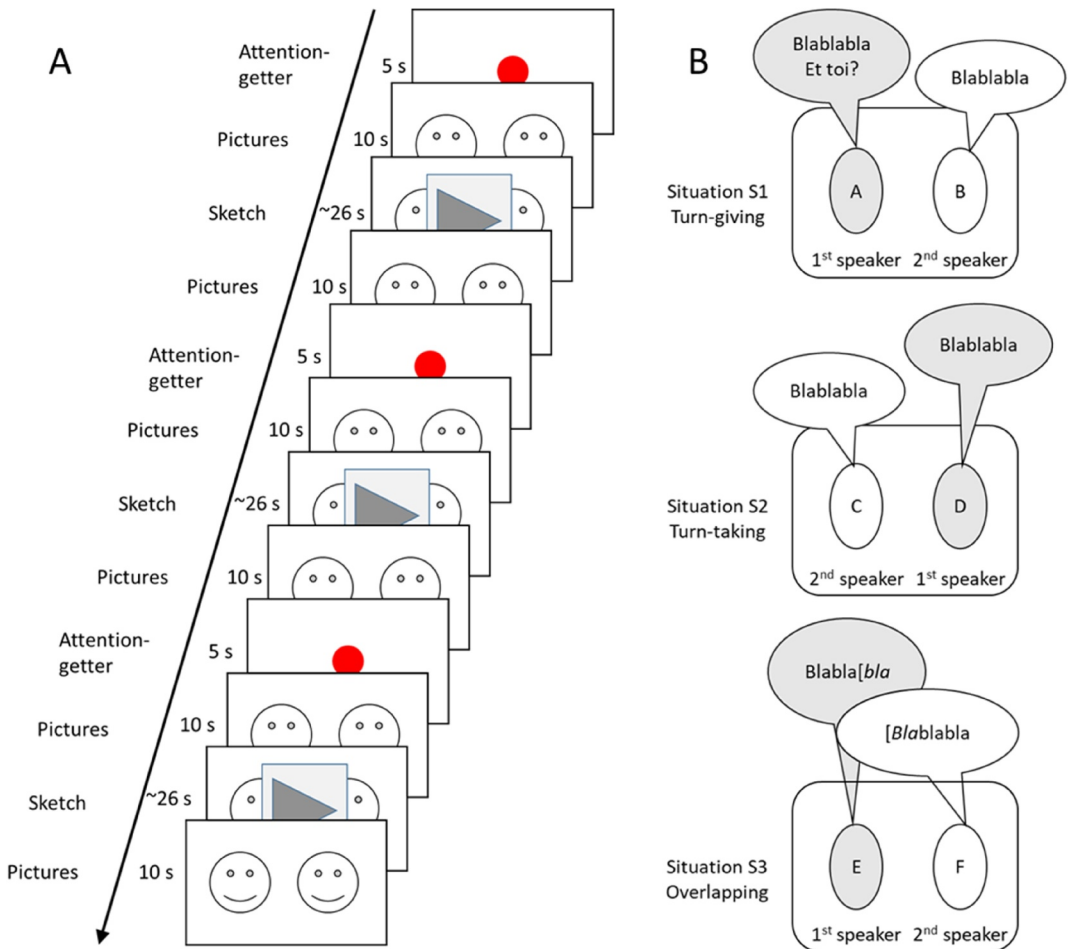 A
Attention-
getter
5 s
Pictures
10 s
Sketch
~26 s
Pictures
10 s
Attention-
getter
5 s
Pictures
10 s
Sketch
~26 s
Pictures
10 s
Attention-
getter
5 s
Pictures
10 s
Sketch
~26 s
Pictures
10 s
B
Blablabla
Et toi?
Blablabla
Situation S1
Turn-giving
A
B
1st speaker
2nd speaker
Blablabla
Blablabla
Situation S2
Turn-taking
C
D
2nd speaker
1st speaker
Blabla[bla
[Blablabla
Situation S3
Overlapping
E
F
1st speaker
2nd speaker